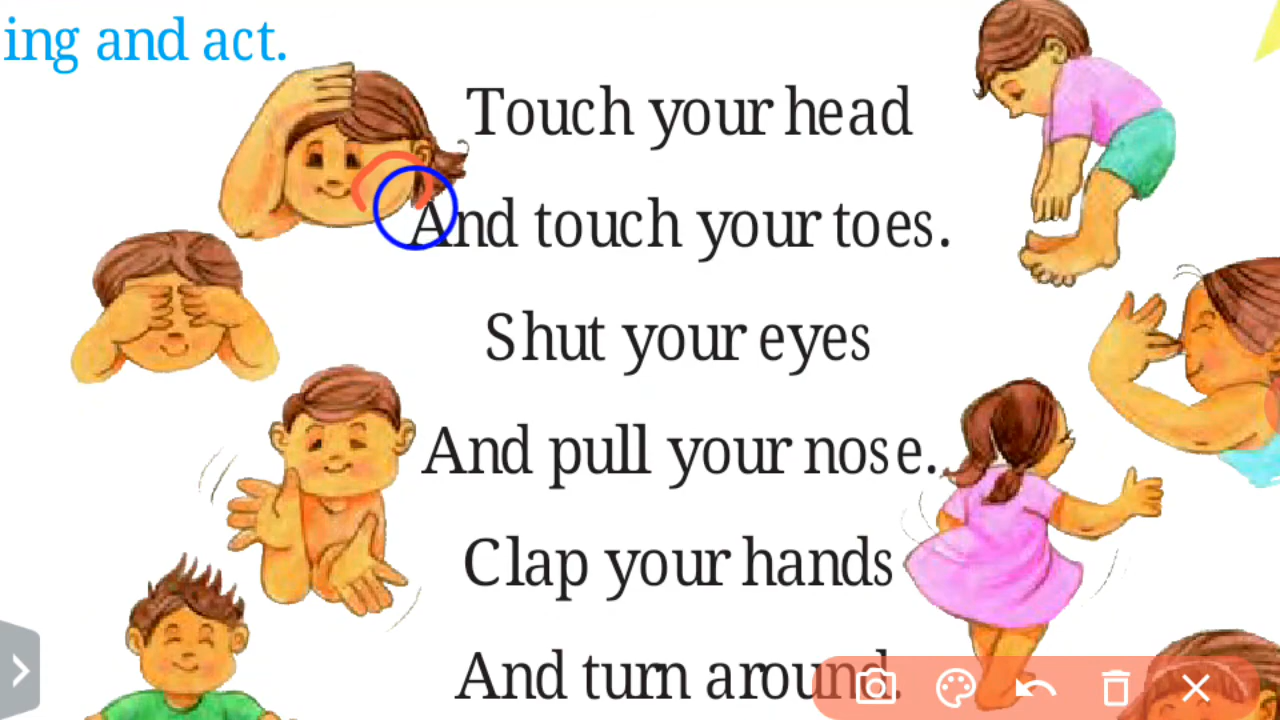 ing and act.
Touch your head
And touch your toes.
Shut your eyes
And pull your nose.
Clap your hands
And turn around.